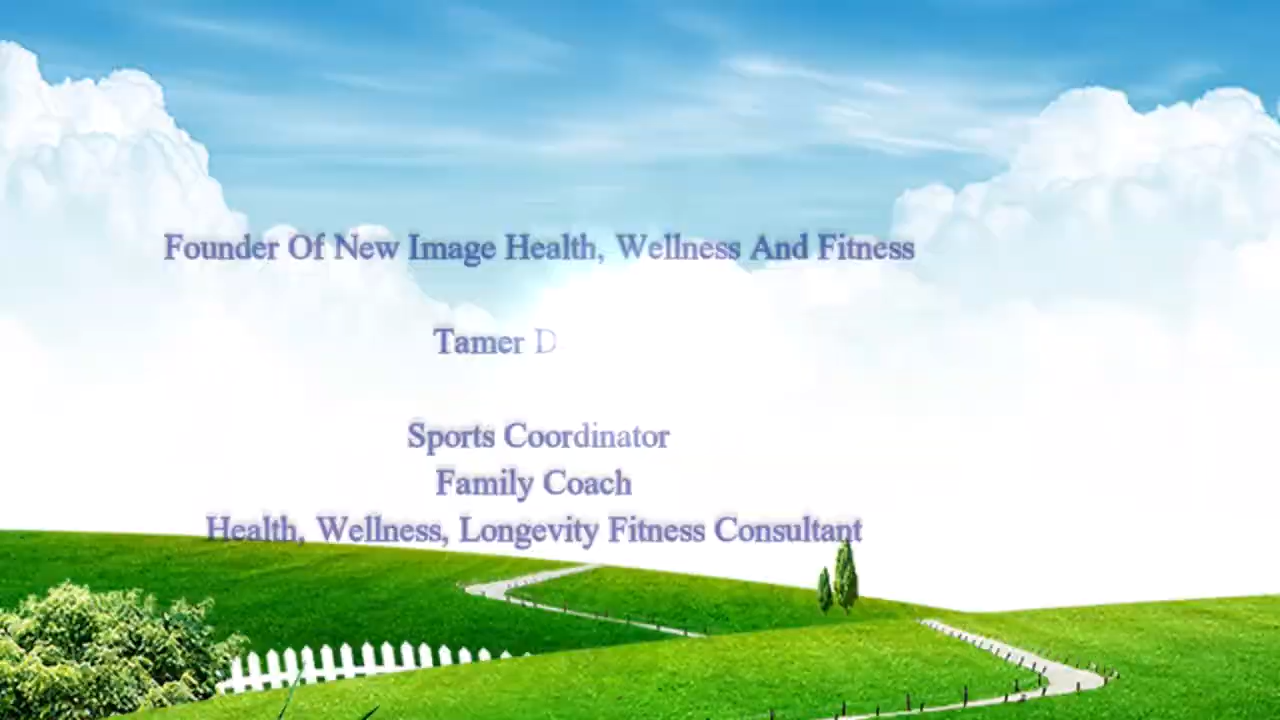 Founder Of New Image Health, Wellness And Fitness
Tamer D
Sports Coordinator
Family Coach
Health, Wellness, Longevity Fitness Consultant